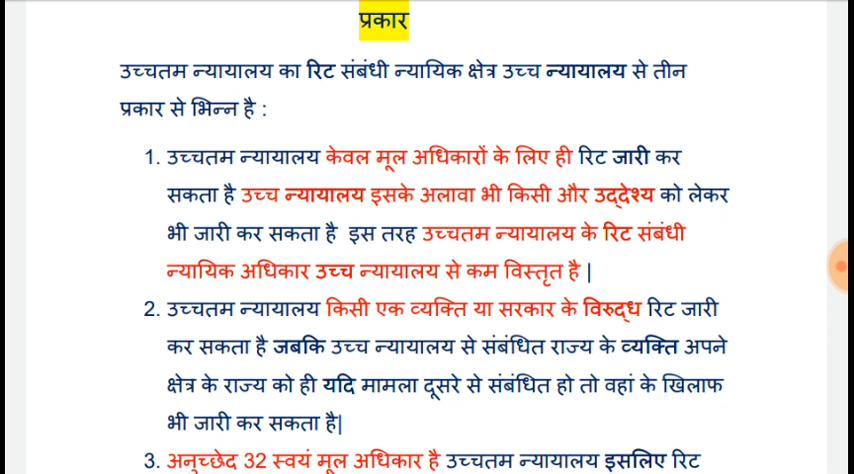 प्रकार
उच्चतम न्यायालय का रिट संबंधी न्यायिक क्षेत्र उच्च न्यायालय से तीन
प्रकार से भिन्न है :
1. उच्चतम न्यायालय केवल मूल अधिकारों के लिए ही रिट जारी कर
सकता है उच्च न्यायालय इसके अलावा भी किसी और उद्देश्य को लेकर
भी जारी कर सकता है इस तरह उच्चतम न्यायालय के रिट संबंधी
न्यायिक अधिकार उच्च न्यायालय से कम विस्तृत है |
2. उच्चतम न्यायालय किसी एक व्यक्ति या सरकार के विरुद्ध रिट जारी
कर सकता है जबकि उच्च न्यायालय से संबंधित राज्य के व्यक्ति अपने
क्षेत्र के राज्य को ही यदि मामला दूसरे से संबंधित हो तो वहां के खिलाफ
भी जारी कर सकता है|
3. अनुच्छेद 32 स्वयं मूल अधिकार है उच्चतम न्यायालय इसलिए रिट